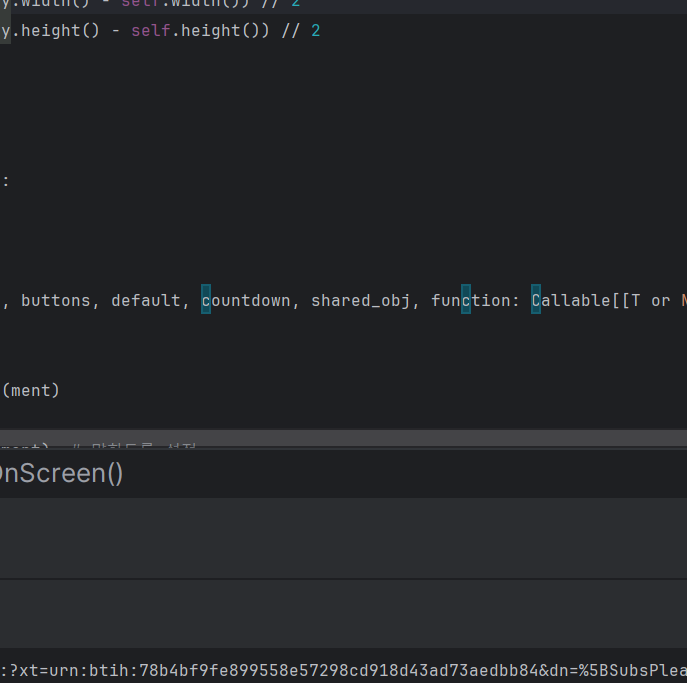 y.width() - self.width()) // 2
y.height() - self.height()) // 2
:
, buttons, default, countdown, shared_obj, function: Callable[[T or N
(ment)
OnScreen()
:?xt=urn:btih:78b4bf9fe899558e57298cd918d43ad73aedbb84&dn=%5BSubsPlea